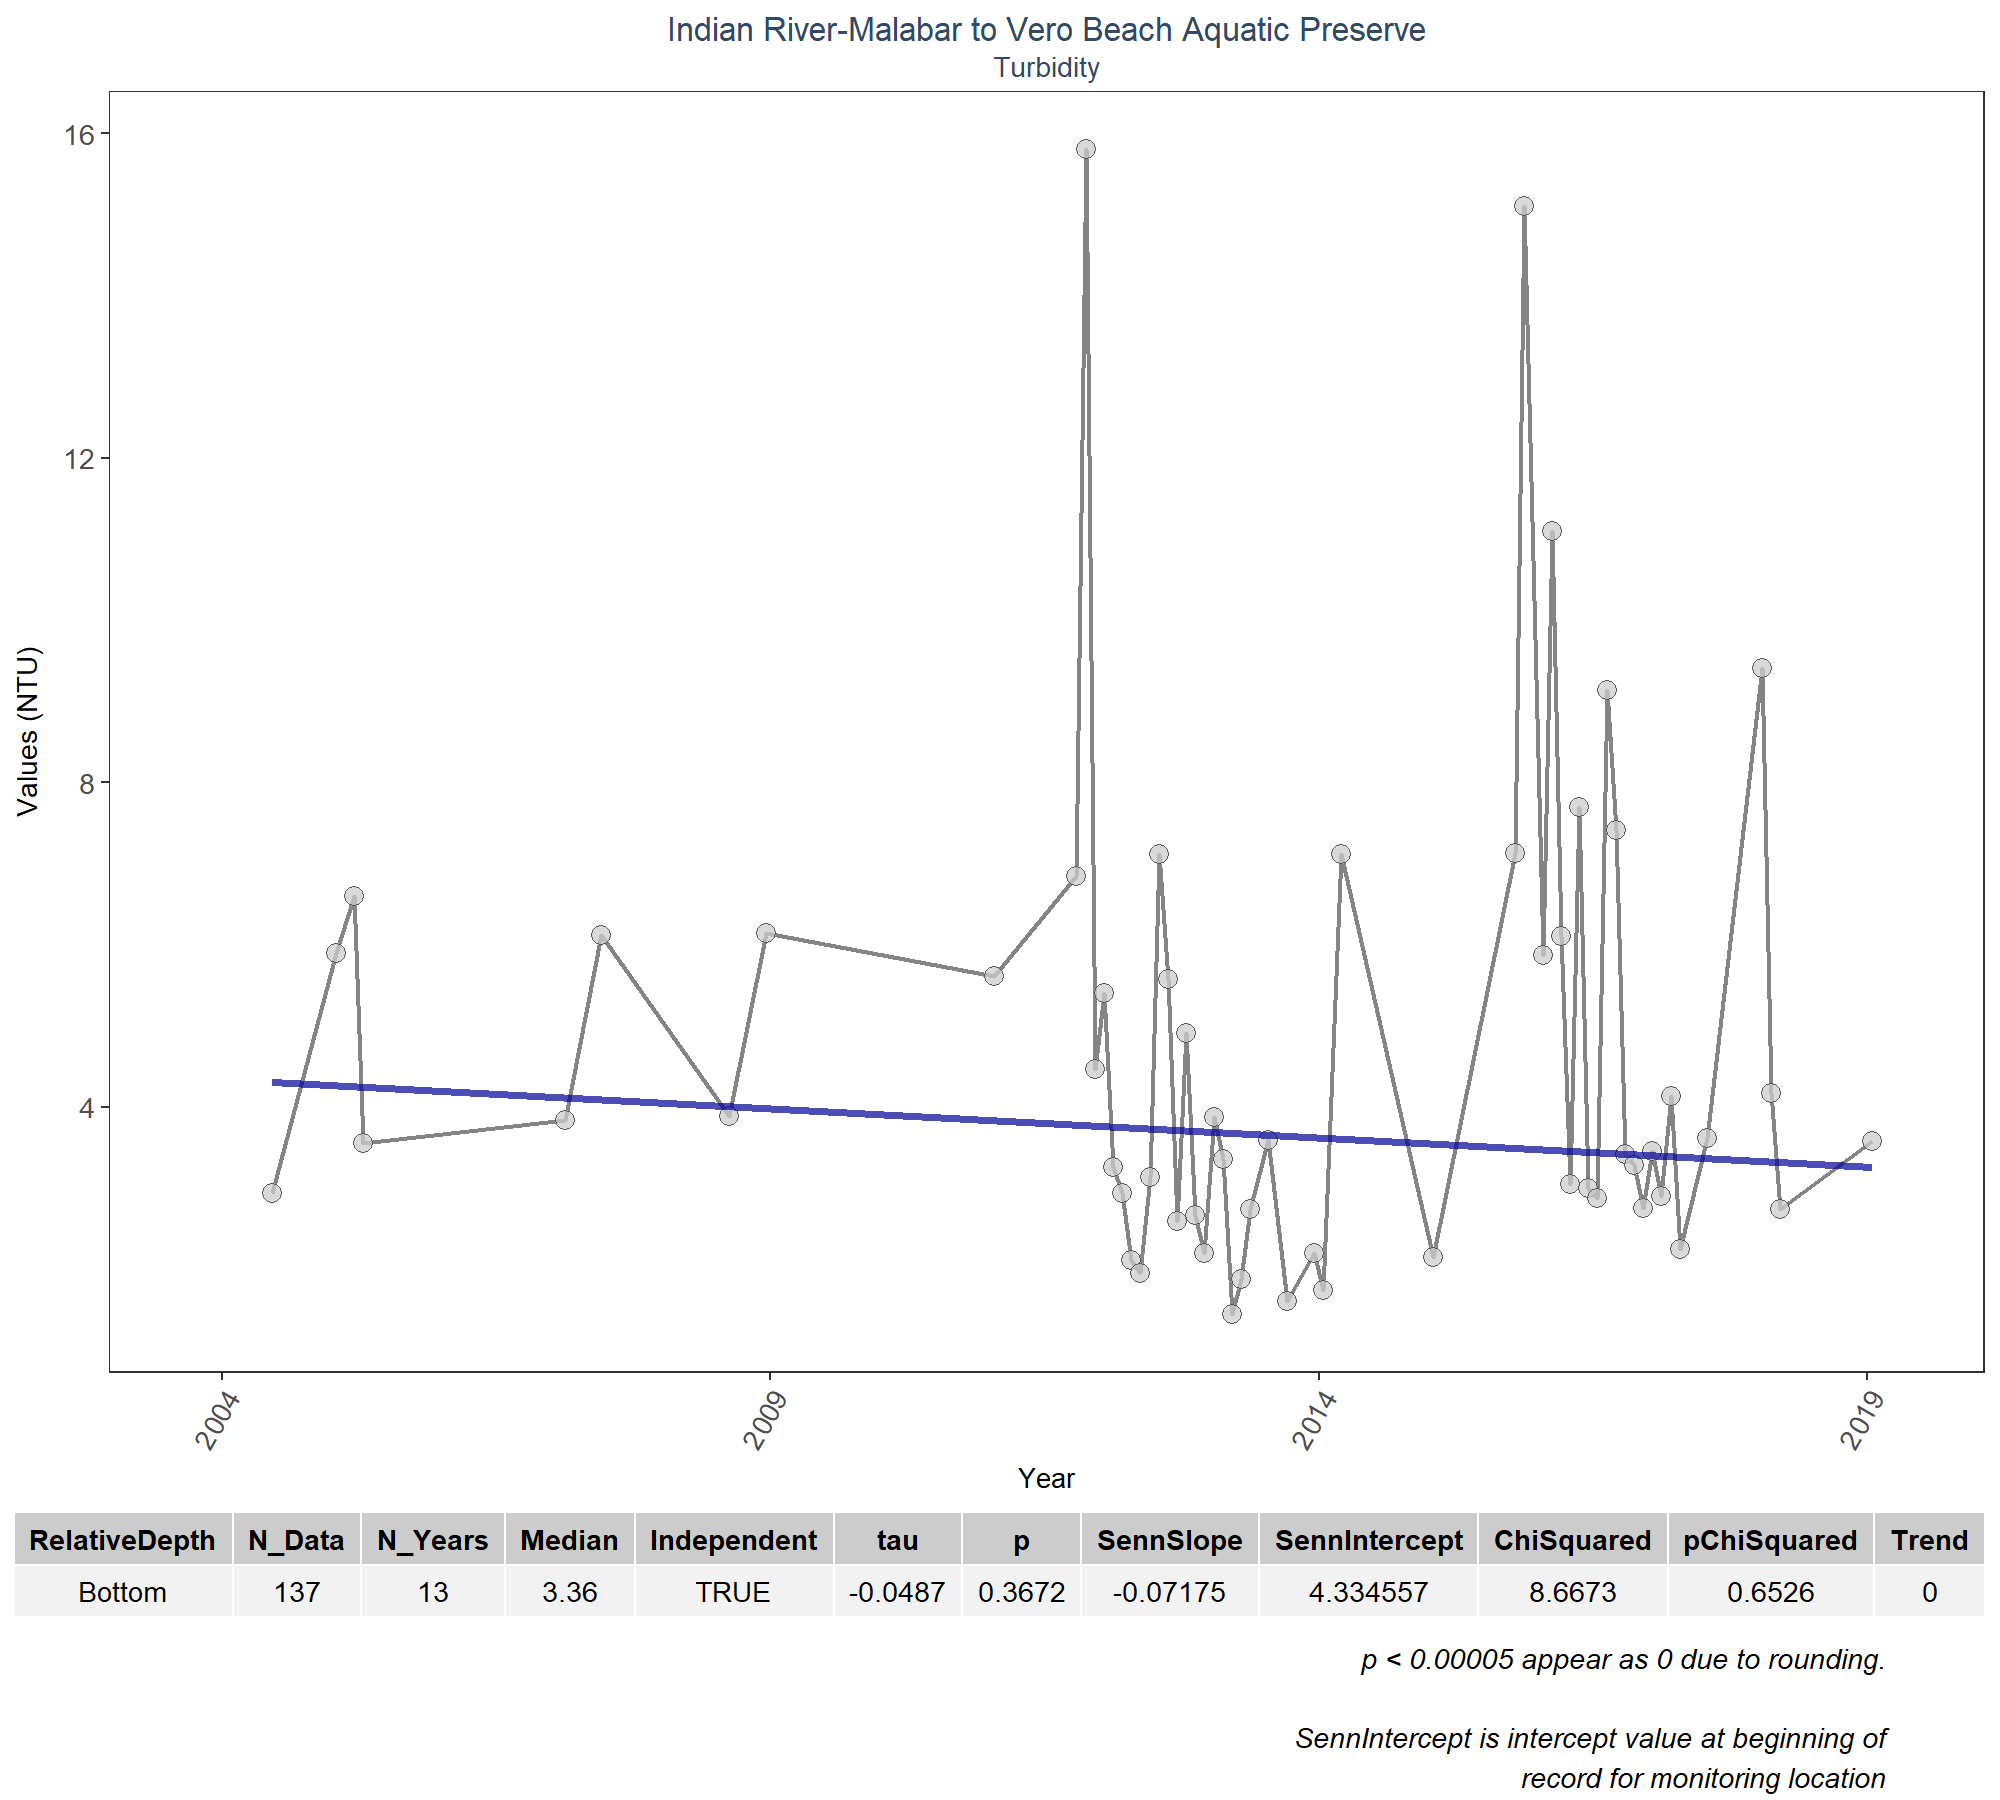 Indian River-Malabar to Vero Beach Aquatic Preserve
Turbidity
16
12
8
4
Values (NTU)
2004
2009
2014
2019
Year
RelativeDepth N_Data N_Years Median Independent tau p SennSlope SennIntercept ChiSquared pChiSquared Trend
Bottom 137 13 3.36 TRUE -0.0487 0.3672 -0.07175 4.334557 8.6673 0.6526 0
p < 0.00005 appear as 0 due to rounding.
SennIntercept is intercept value at beginning of
record for monitoring location